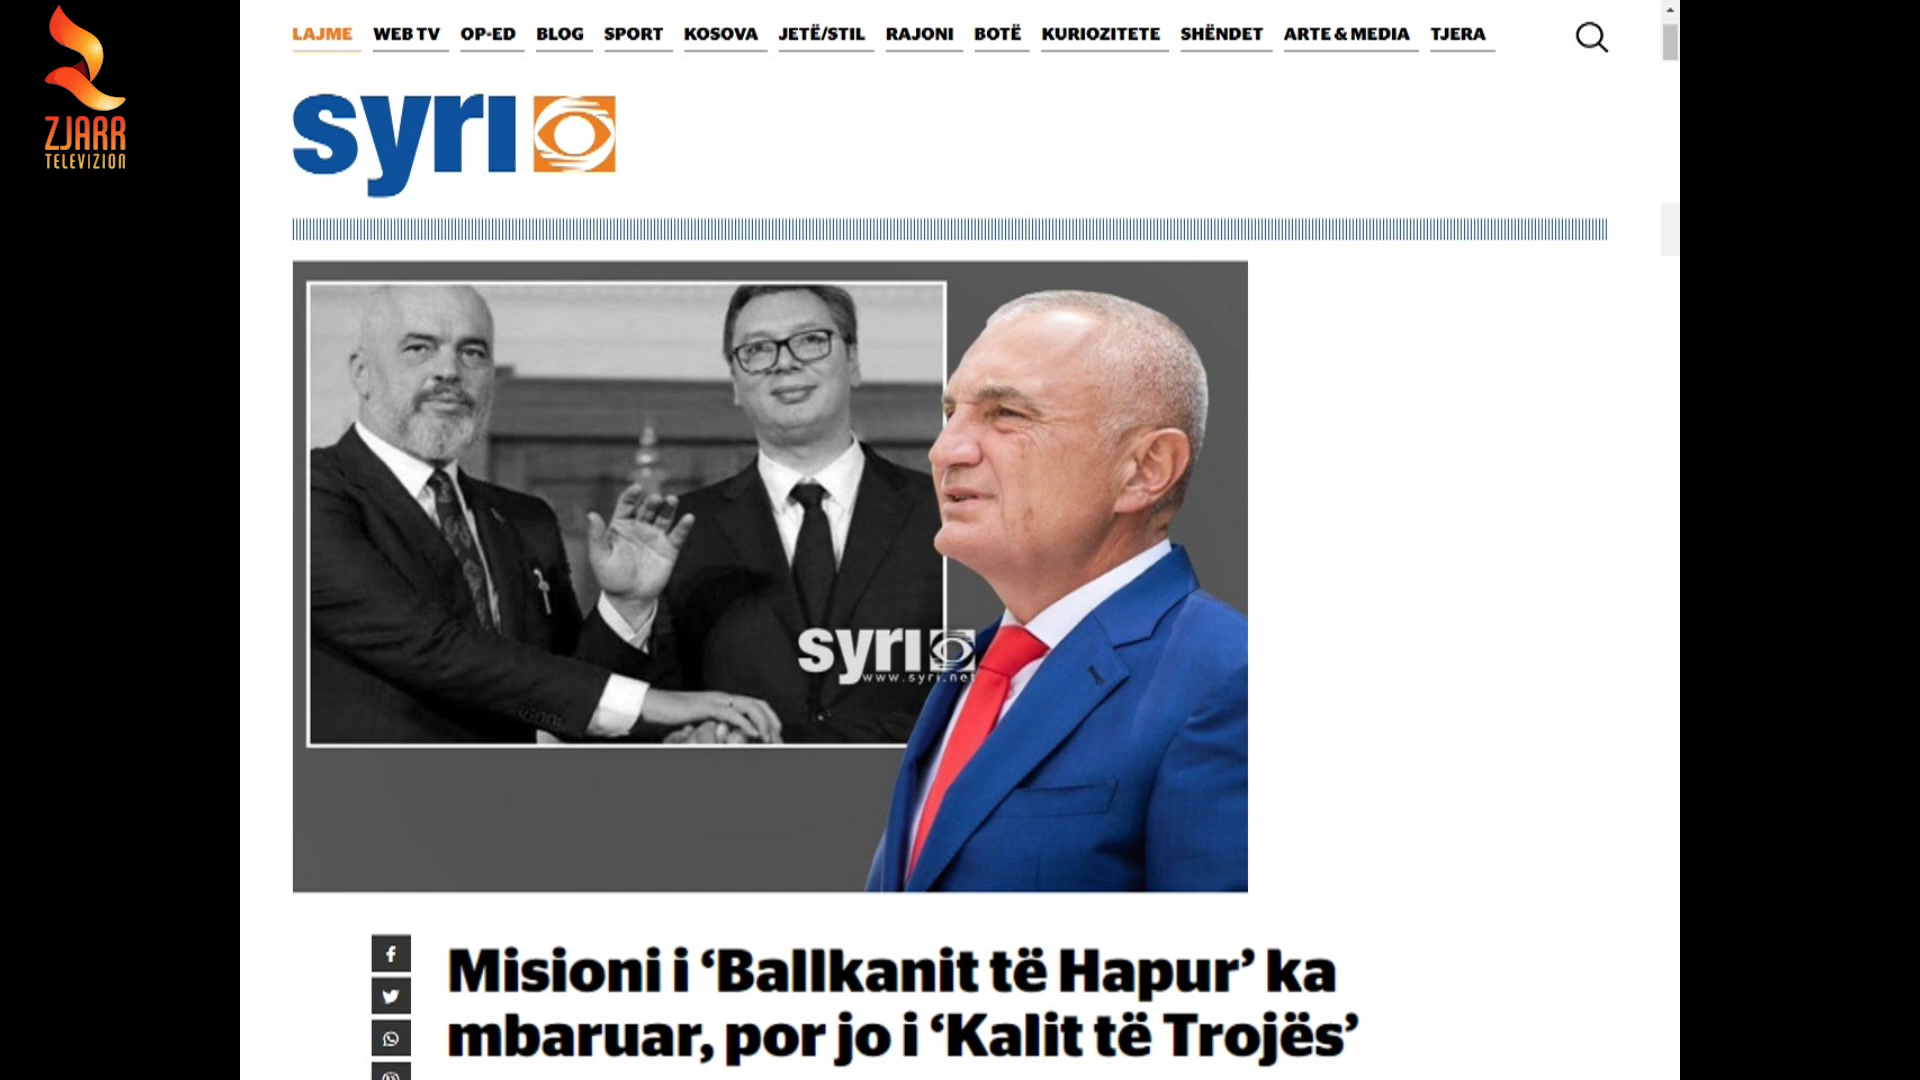 ZJARR
TELEVIZION
LAJME WEB TV OP-ED BLOG SPORT KOSOVA JETË/STIL RAJONI BOTË KURIOZITETE SHËNDET ARTE & MEDIA TJERA
syri
syri
www.syri.net
Misioni i ‘Ballkanit të Hapur’ ka
mbaruar, por jo i ‘Kalit të Trojës’